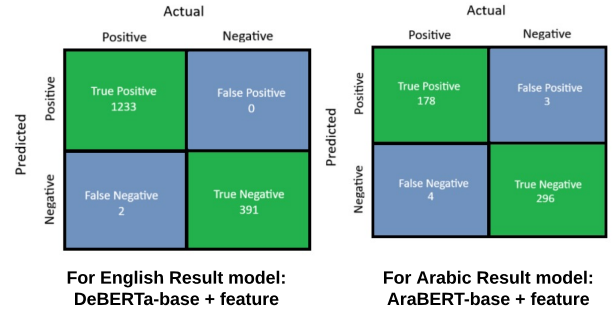 Actual
Positive
Negative
Predicted
Positive
True Positive
1233
False Positive
0
Negative
False Negative
2
True Negative
391
For English Result model:
DeBERTa-base + feature
Actual
Positive
Negative
Predicted
Positive
True Positive
178
False Positive
3
Negative
False Negative
4
True Negative
296
For Arabic Result model:
AraBERT-base + feature